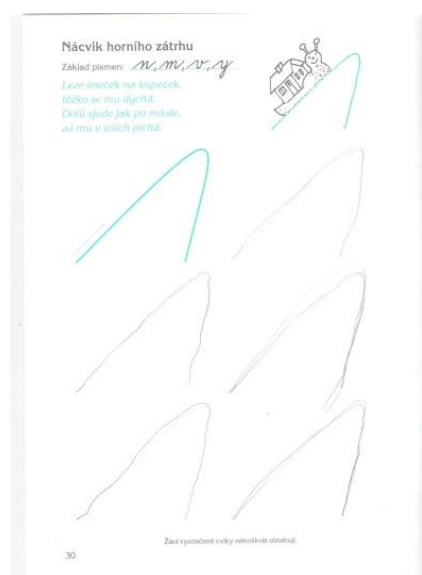 Nácvik horního zátrhu
Základ písmen: n, m, v, y
Leze šneček na kopeček,
těžko se mu dýchá.
Dolů sjede jak po másle,
až mu v uších píchá.
Žáci vyznačené cviky několikrát obtahují.
30